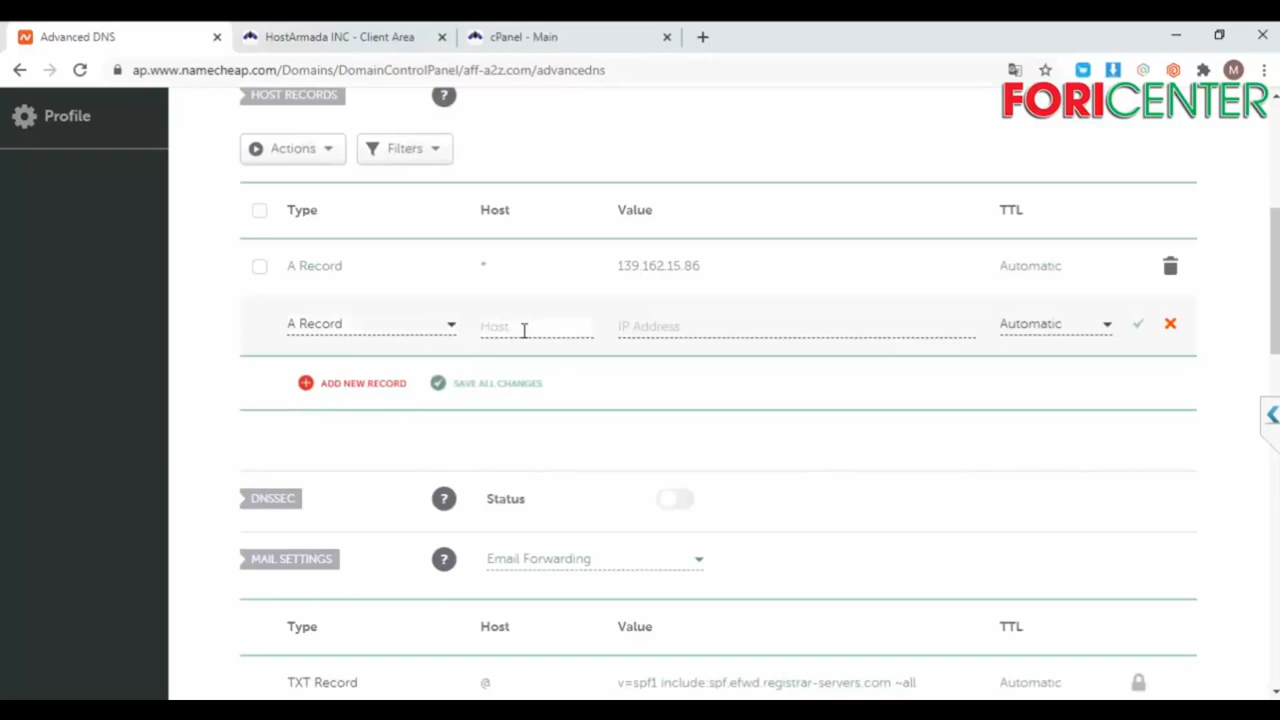 Advanced DNS
HostArmada INC - Client Area
cPanel - Main
ap.www.namecheap.com/Domains/DomainControlPanel/aff-a2z.com/advancedns
M
FORICENTER
Profile
HOST RECORDS ?
Actions Filters
Type Host Value TTL
A Record * 139.162.15.86 Automatic
A Record Host IP Address Automatic
ADD NEW RECORD SAVE ALL CHANGES
DNSSEC ? Status
MAIL SETTINGS ? Email Forwarding
Type Host Value TTL
TXT Record @ v=spf1 include:spf.efwd.registrar-servers.com ~all Automatic